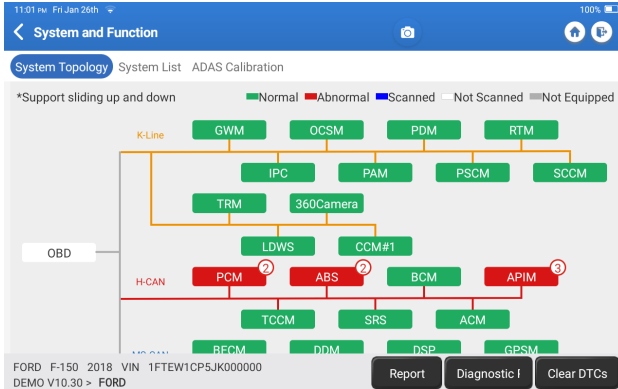 11:01 PM Fri Jan 26th 100%
System and Function
System Topology System List ADAS Calibration
*Support sliding up and down Normal Abnormal Scanned Not Scanned Not Equipped
K-Line GWM OCSM PDM RTM
IPC PAM PSCM SCCM
TRM 360Camera
LDWS CCM#1
OBD
H-CAN PCM 2 ABS 2 BCM APIM 3
TCCM SRS ACM
MS-CAN BECM DDM DSP GPSM
FORD F-150 2018 VIN 1FTEW1CP5JK000000
DEMO V10.30 > FORD
Report Diagnostic F Clear DTCs